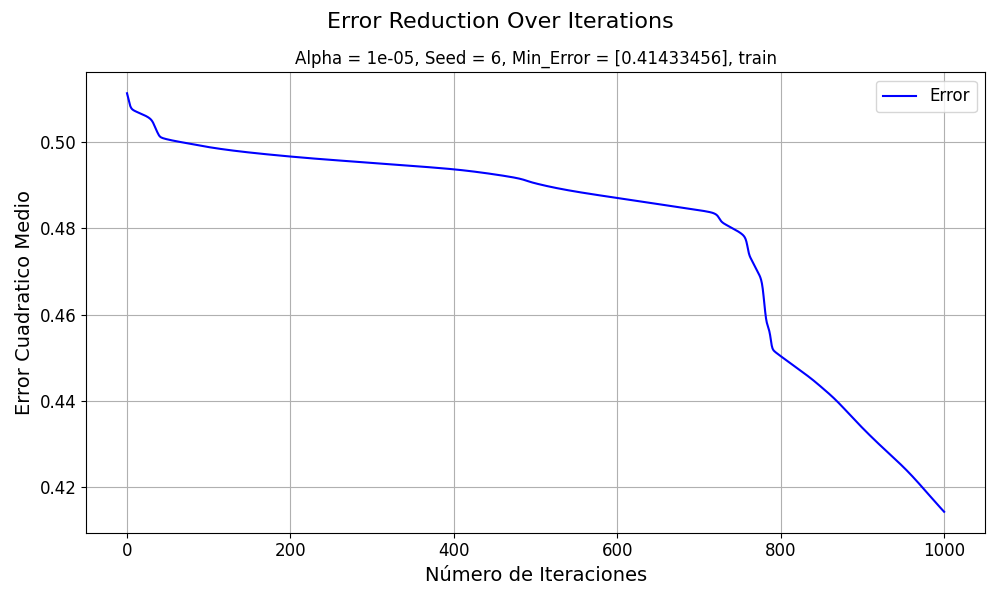 Error Reduction Over Iterations
Alpha = 1e-05, Seed = 6, Min_Error = [0.41433456], train
Error
Error Cuadratico Medio
0.50
0.48
0.46
0.44
0.42
0 200 400 600 800 1000
Número de Iteraciones